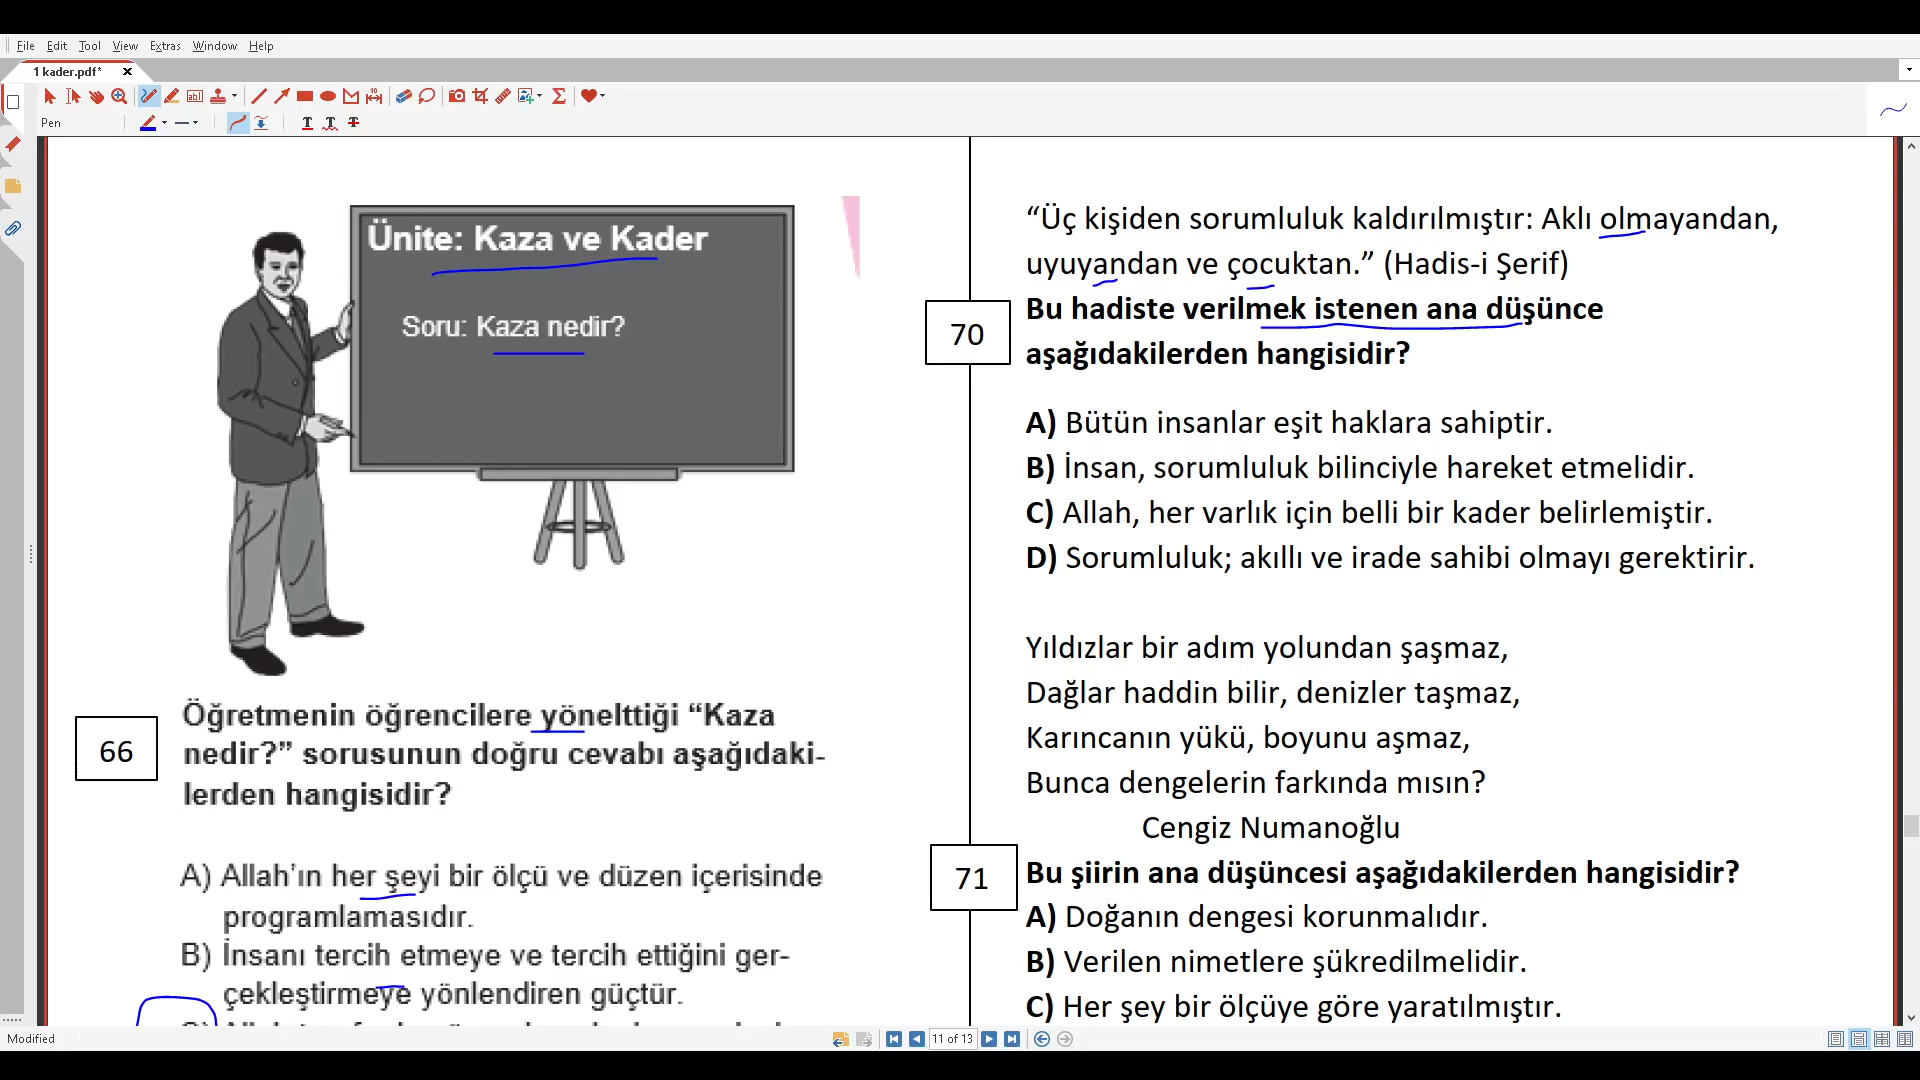 File Edit Tool View Extras Window Help
1 kader.pdf*
Pen
Ünite: Kaza ve Kader
Soru: Kaza nedir?
66
Öğretmenin öğrencilere yönelttiği “Kaza
nedir?” sorusunun doğru cevabı aşağıdaki-
lerden hangisidir?
A) Allah’ın her şeyi bir ölçü ve düzen içerisinde
programlamasıdır.
B) İnsanı tercih etmeye ve tercih ettiğini ger-
çekleştirmeye yönlendiren güçtür.
“Üç kişiden sorumluluk kaldırılmıştır: Aklı olmayandan,
uyuyandan ve çocuktan.” (Hadis-i Şerif)
70
Bu hadiste verilmek istenen ana düşünce
aşağıdakilerden hangisidir?
A) Bütün insanlar eşit haklara sahiptir.
B) İnsan, sorumluluk bilinciyle hareket etmelidir.
C) Allah, her varlık için belli bir kader belirlemiştir.
D) Sorumluluk; akıllı ve irade sahibi olmayı gerektirir.
Yıldızlar bir adım yolundan şaşmaz,
Dağlar haddin bilir, denizler taşmaz,
Karıncanın yükü, boyunu aşmaz,
Bunca dengelerin farkında mısın?
Cengiz Numanoğlu
71
Bu şiirin ana düşüncesi aşağıdakilerden hangisidir?
A) Doğanın dengesi korunmalıdır.
B) Verilen nimetlere şükredilmelidir.
C) Her şey bir ölçüye göre yaratılmıştır.
Modified
11 of 13